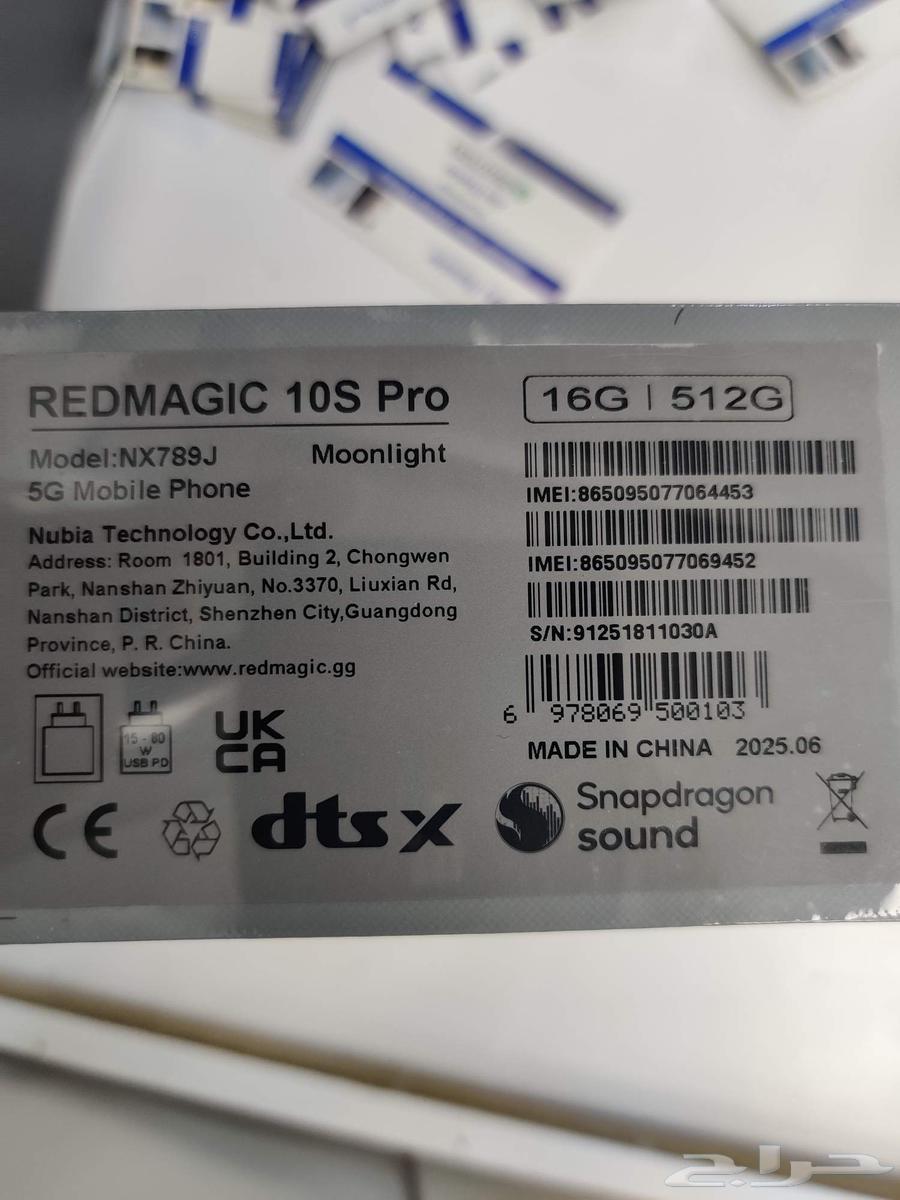 REDMAGIC 10S Pro
Model:NX789J Moonlight
5G Mobile Phone
Nubia Technology Co.,Ltd.
Address: Room 1801, Building 2, Chongwen
Park, Nanshan Zhiyuan, No.3370, Liuxian Rd,
Nanshan District, Shenzhen City,Guangdong
Province, P. R. China.
Official website:www.redmagic.gg
15 - 80
W
USB PD
UK
CA
CE
dts x
16G | 512G
IMEI:865095077064453
IMEI:865095077069452
S/N:91251811030A
6 978069 500103
MADE IN CHINA 2025.06
Snapdragon
sound
حراج